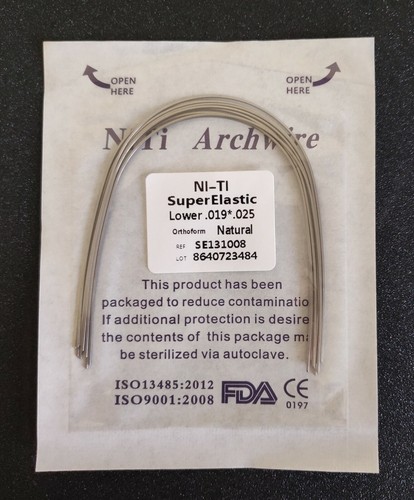 OPEN HERE
OPEN HERE
Archwire
NI-TI
SuperElastic
Lower .019*.025
Orthoform Natural
REF SE131008
LOT 8640723484
This product has been
packaged to reduce contaminatio
If additional protection is desire
the contents of this package ma
be sterilized via autoclave.
ISO13485:2012
ISO9001:2008
FDA CE
0197